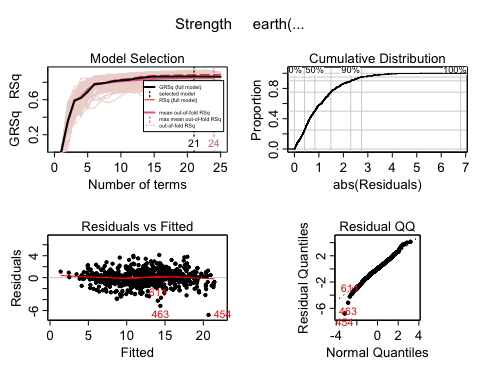 Strength earth(...
Model Selection
GRSq RSq
0.2 0.6
GRSq (full model)
selected model
RSq (full model)
mean out-of-fold RSq
max mean out-of-fold RSq
out-of-fold RSq
21 24
0 5 10 15 20 25
Number of terms
Cumulative Distribution
0% 50% 90% 100%
Proportion
0.0 0.4 0.8
0 1 2 3 4 5 6 7
abs(Residuals)
Residuals vs Fitted
Residuals
-6 0 4
463
454
0 5 10 15 20
Fitted
Residual QQ
Residual Quantiles
-6 -2 2
463
454
-4 0 2 4
Normal Quantiles